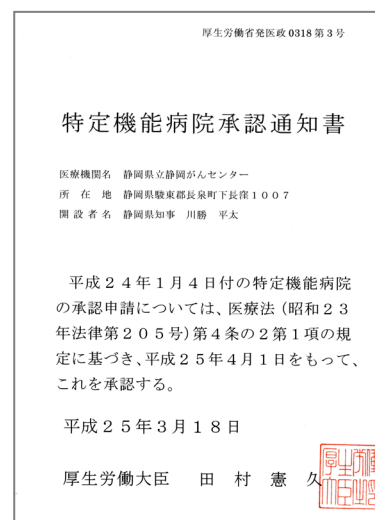 厚生労働省発医政0318第3号
特定機能病院承認通知書
医療機関名 静岡県立静岡がんセンター
所在地 静岡県駿東郡長泉町下長窪1007
開設者名 静岡県知事 川勝 平太
平成24年1月4日付の特定機能病院
の承認申請については、医療法(昭和23
年法律第205号)第4条の2第1項の規
定に基づき、平成25年4月1日をもって、
これを承認する。
平成25年3月18日
厚生労働大臣 田村憲久